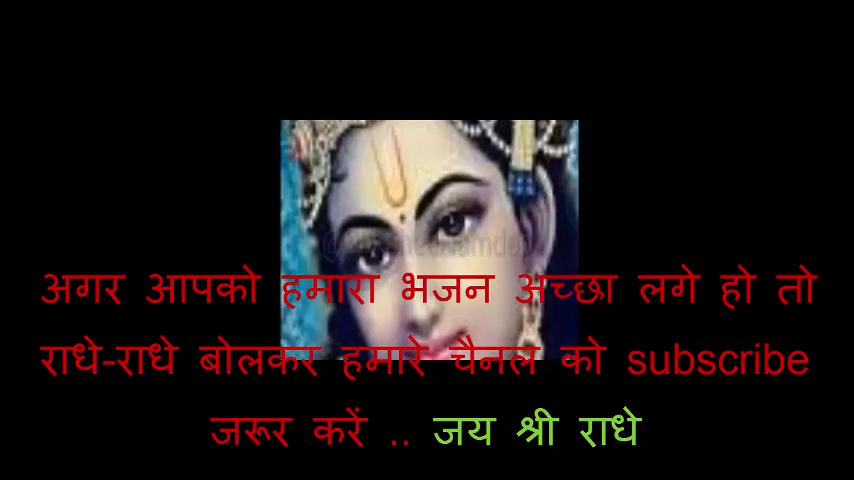 अगर आपको हमारा भजन अच्छा लगे हो तो
राधे-राधे बोलकर हमारे चैनल को subscribe
जरूर करें .. जय श्री राधे